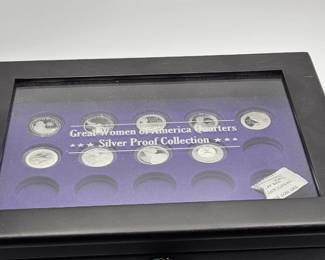 Great Women of America Quarters
★★★ Silver Proof Collection ★★★